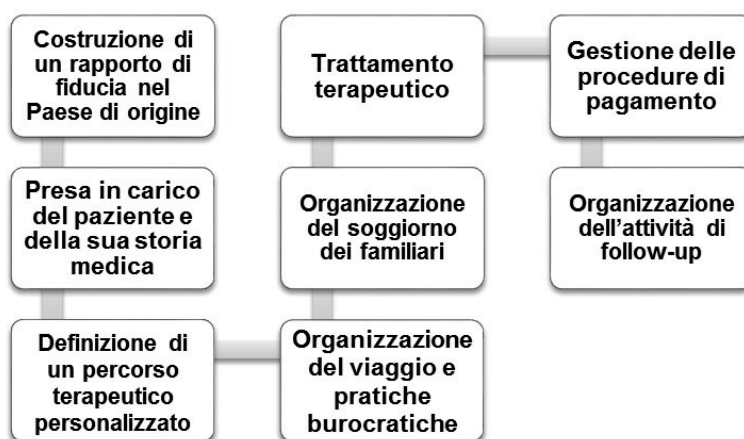 Costruzione di
un rapporto di
fiducia nel
Paese di origine
Presa in carico
del paziente e
della sua storia
medica
Definizione di
un percorso
terapeutico
personalizzato
Organizzazione
del viaggio e
pratiche
burocratiche
Organizzazione
del soggiorno
dei familiari
Trattamento
terapeutico
Gestione delle
procedure di
pagamento
Organizzazione
dell’attività di
follow-up